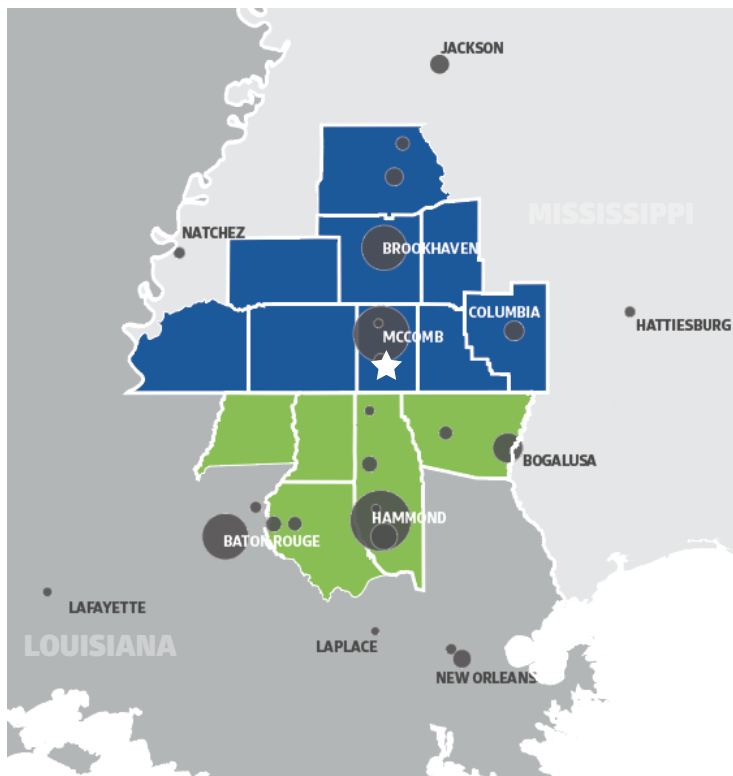 JACKSON
MISSISSIPPI
NATCHEZ
BROOKHAVEN
COLUMBIA
HATTIESBURG
MCCOMB
BOGALUSA
HAMMOND
BATON ROUGE
LAFAYETTE
LOUISIANA
LAPLACE
NEW ORLEANS